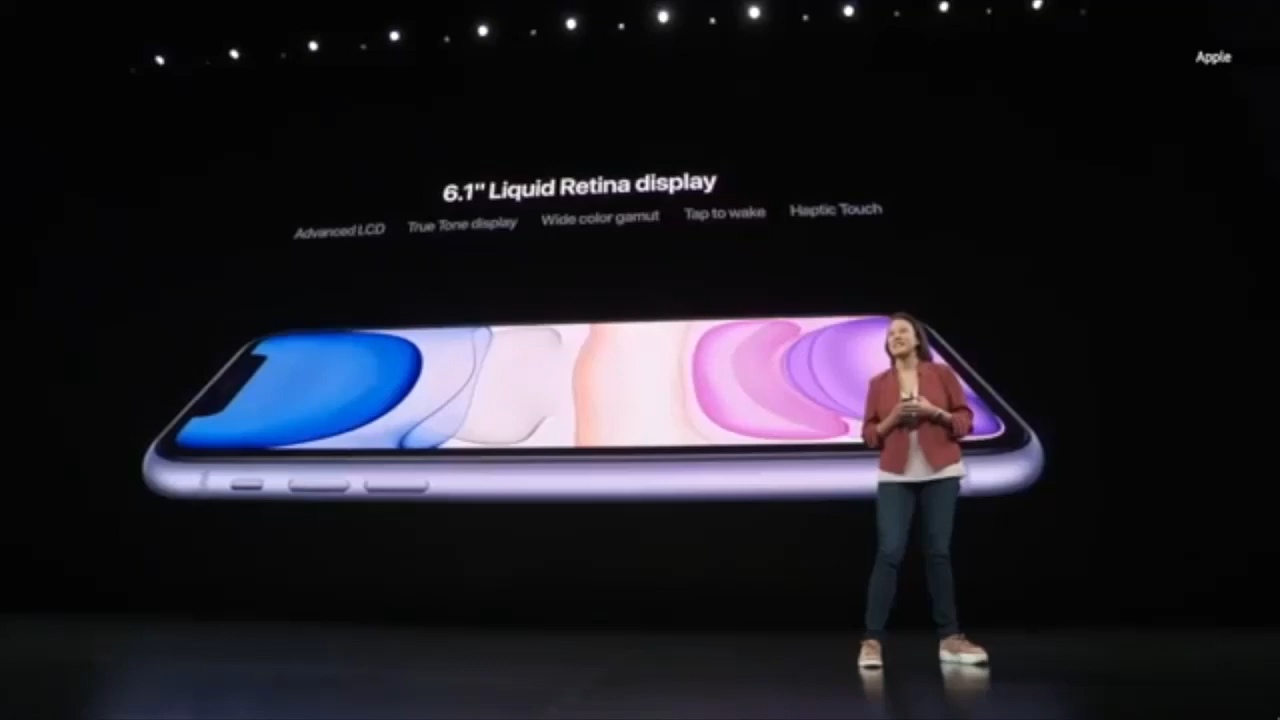 Apple
6.1" Liquid Retina display
Advanced LCD True Tone display Wide color gamut Tap to wake Haptic Touch